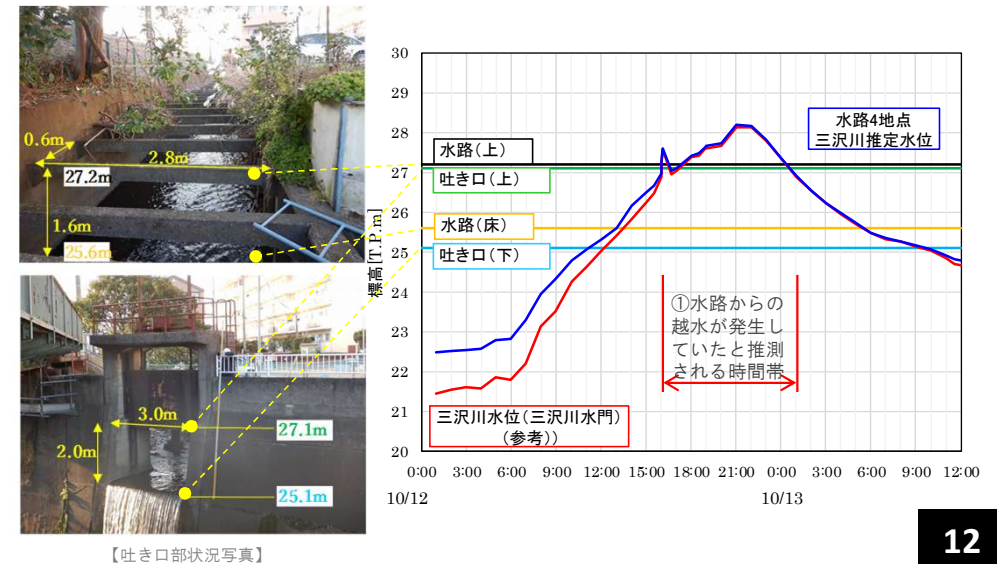 0.6m
2.8m
27.2m
1.6m
25.6m
3.0m
27.1m
2.0m
25.1m
【吐き口部状況写真】
標高[T.P.m]
30
29
28
27
26
25
24
23
22
21
20
水路4地点
三沢川推定水位
水路(上)
吐き口(上)
水路(床)
吐き口(下)
①水路からの
越水が発生し
ていたと推測
される時間帯
三沢川水位(三沢川水門)
(参考))
0:00 3:00 6:00 9:00 12:00 15:00 18:00 21:00 0:00 3:00 6:00 9:00 12:00
10/12 10/13
12